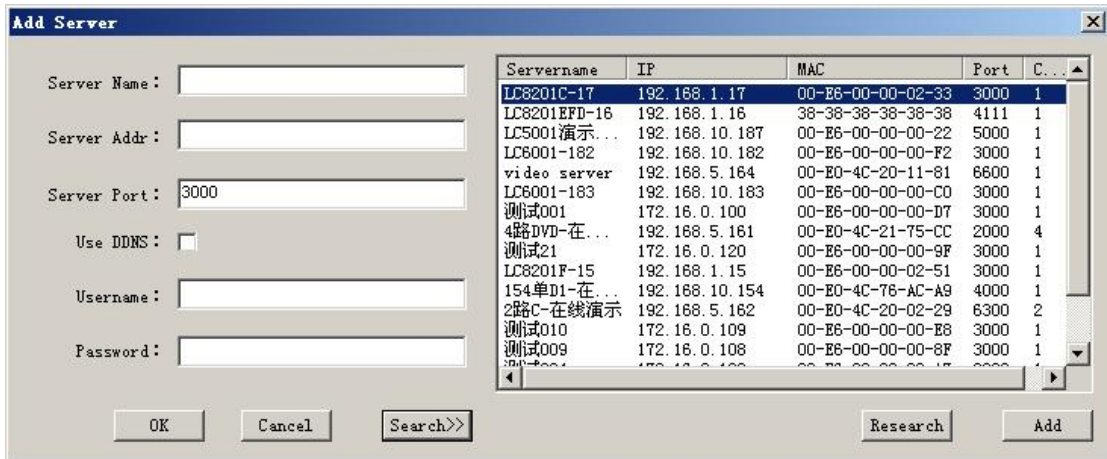 Add Server
Server Name:
Server Addr:
Server Port: 3000
Use DDNS:
Username:
Password:
OK Cancel Search>>
Servername IP MAC Port C...
LC8201C-17 192.168.1.17 00-E6-00-00-02-33 3000 1
LC8201EFD-16 192.168.1.16 38-38-38-38-38-38 4111 1
LC5001演示... 192.168.10.187 00-E6-00-00-00-22 5000 1
LC6001-182 192.168.10.182 00-E6-00-00-00-F2 3000 1
video server 192.168.5.164 00-E0-4C-20-11-81 6600 1
LC6001-183 192.168.10.183 00-E6-00-00-00-C0 3000 1
测试001 172.16.0.100 00-E6-00-00-00-D7 3000 1
4路DVD-在... 192.168.5.161 00-E0-4C-21-75-CC 2000 4
测试21 172.16.0.120 00-E6-00-00-00-9F 3000 1
LC8201F-15 192.168.1.15 00-E6-00-00-02-51 3000 1
154单D1-在... 192.168.10.154 00-E0-4C-76-AC-A9 4000 1
2路C-在线演示 192.168.5.162 00-E0-4C-20-02-29 6300 2
测试010 172.16.0.109 00-E6-00-00-00-E8 3000 1
测试009 172.16.0.108 00-E6-00-00-00-8F 3000 1
Research Add